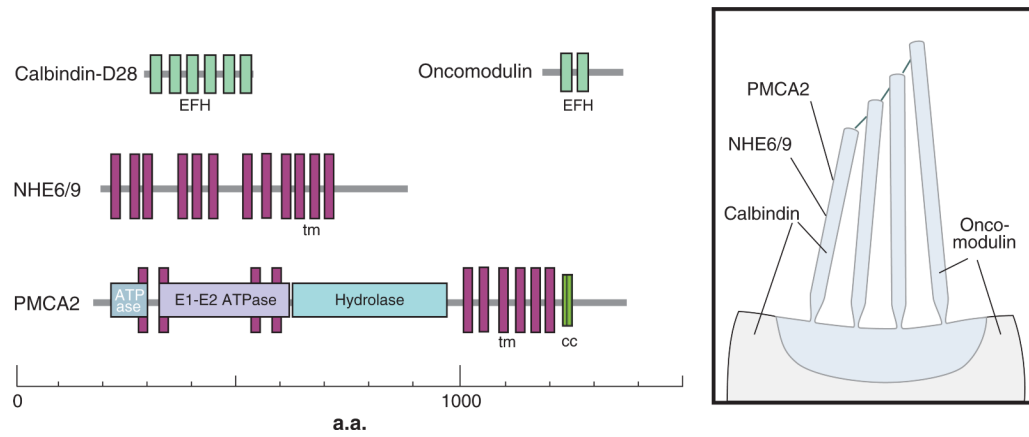 Calbindin-D28
EFH
Oncomodulin
EFH
NHE6/9
tm
PMCA2
ATP
ase
E1-E2 ATPase
Hydrolase
tm
cc
0
1000
a.a.
PMCA2
NHE6/9
Calbindin
Onco-
modulin